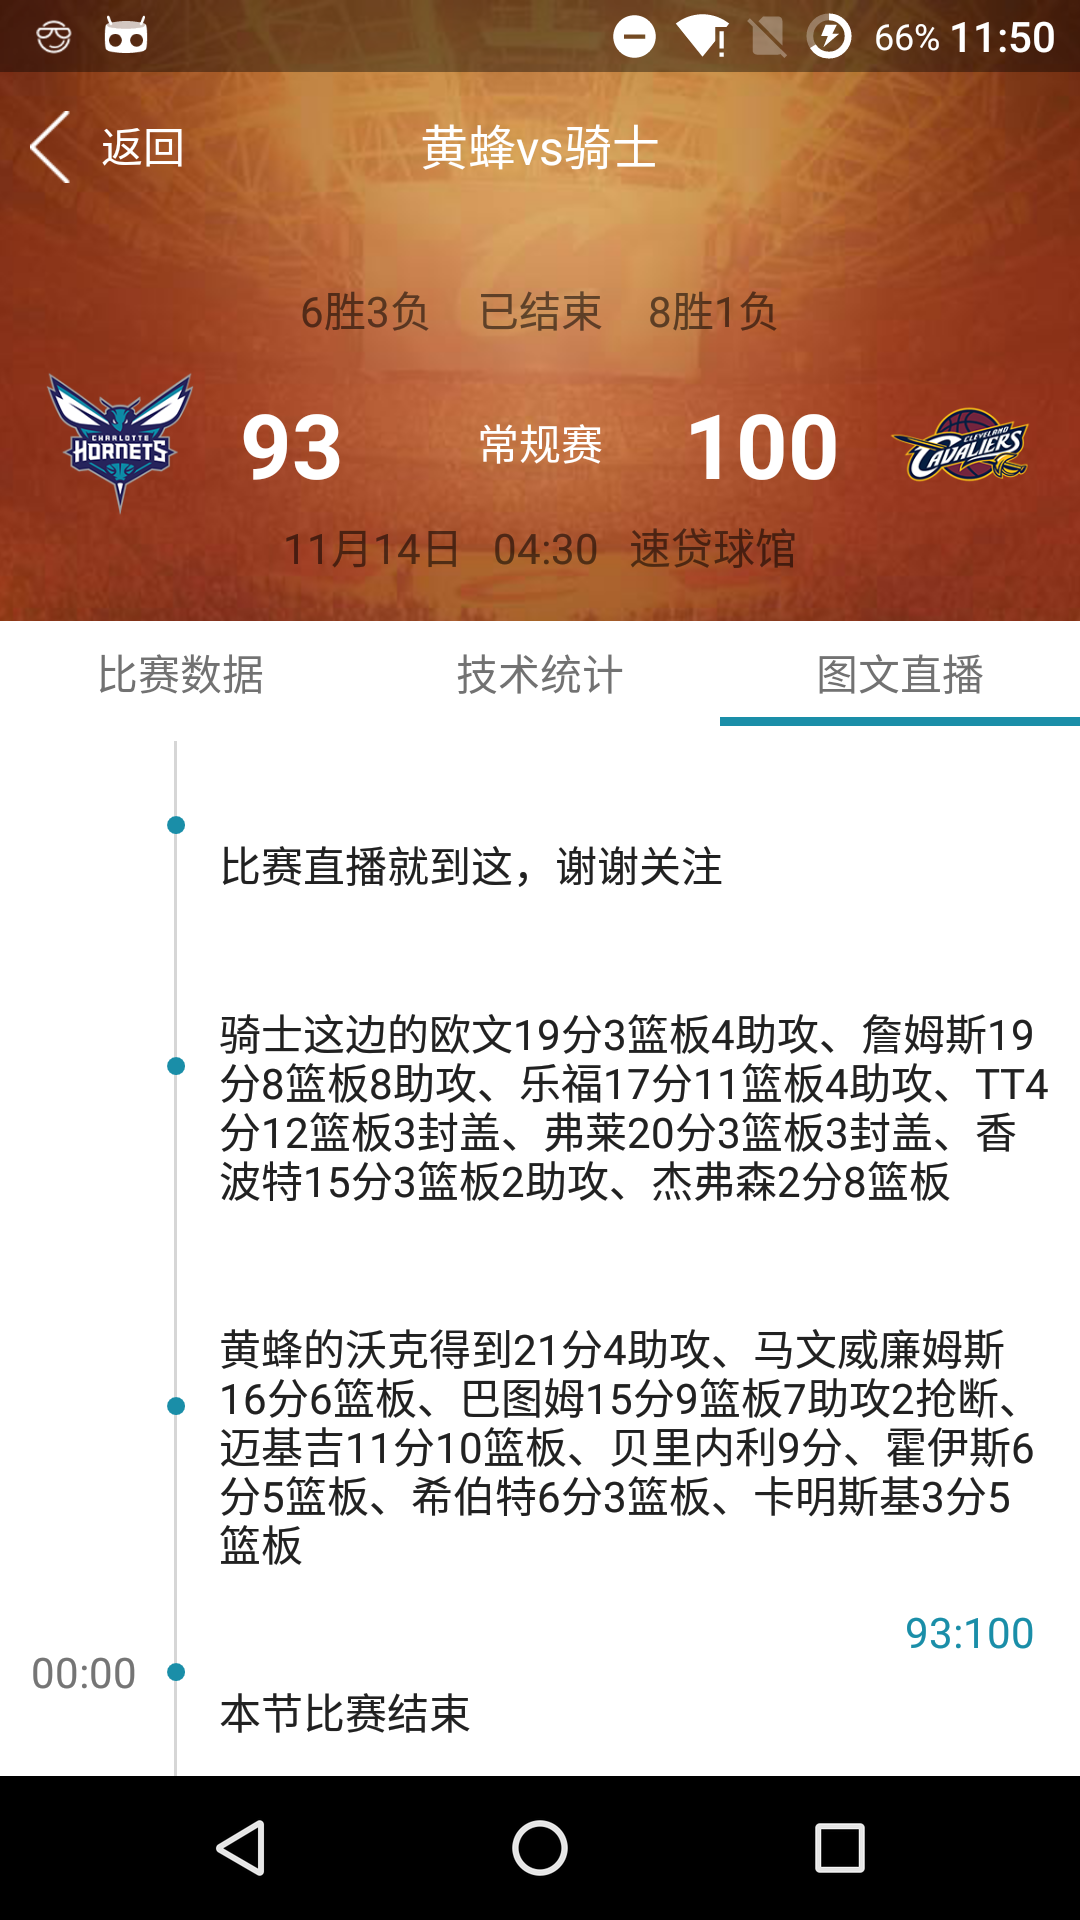 66% 11:50
返回
黄蜂vs骑士
6胜3负 已结束 8胜1负
CHARLOTTE
HORNETS
93 常规赛 100
CLEVELAND
CAVALIERS
11月14日 04:30 速贷球馆
比赛数据 技术统计 图文直播
比赛直播就到这，谢谢关注
骑士这边的欧文19分3篮板4助攻、詹姆斯19
分8篮板8助攻、乐福17分11篮板4助攻、TT4
分12篮板3封盖、弗莱20分3篮板3封盖、香
波特15分3篮板2助攻、杰弗森2分8篮板
黄蜂的沃克得到21分4助攻、马文威廉姆斯
16分6篮板、巴图姆15分9篮板7助攻2抢断、
迈基吉11分10篮板、贝里内利9分、霍伊斯6
分5篮板、希伯特6分3篮板、卡明斯基3分5
篮板
93:100
00:00
本节比赛结束